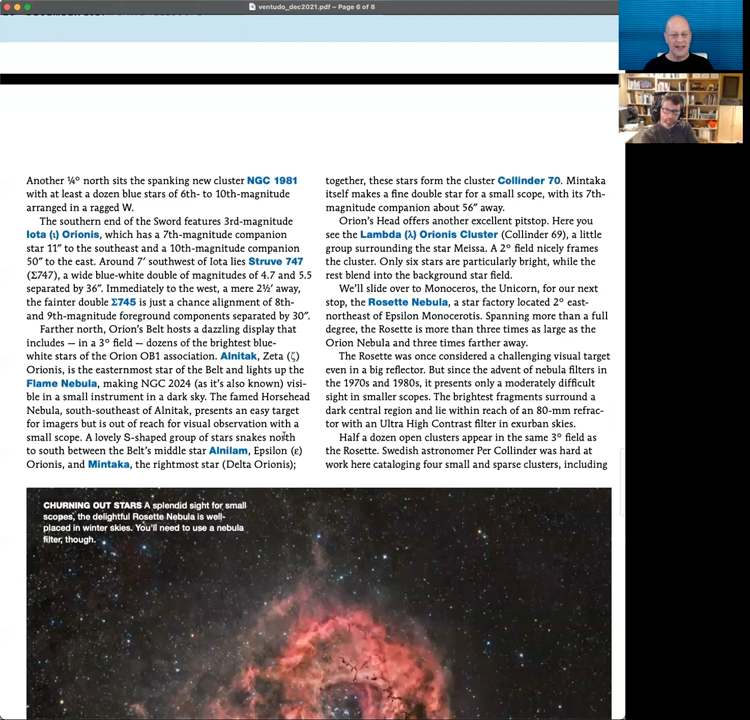 ventudo_dec2021.pdf – Page 6 of 8
Another ¼° north sits the spanking new cluster NGC 1981
with at least a dozen blue stars of 6th- to 10th-magnitude
arranged in a ragged W.
The southern end of the Sword features 3rd-magnitude
Iota (ι) Orionis, which has a 7th-magnitude companion
star 11″ to the southeast and a 10th-magnitude companion
50″ to the east. Around 7′ southwest of Iota lies Struve 747
(Σ747), a wide blue-white double of magnitudes of 4.7 and 5.5
separated by 36″. Immediately to the west, a mere 2½′ away,
the fainter double Σ745 is just a chance alignment of 8th-
and 9th-magnitude foreground components separated by 30″.
Farther north, Orion's Belt hosts a dazzling display that
includes — in a 3° field — dozens of the brightest blue-
white stars of the Orion OB1 association. Alnitak, Zeta (ζ)
Orionis, is the easternmost star of the Belt and lights up the
Flame Nebula, making NGC 2024 (as it's also known) visi-
ble in a small instrument in a dark sky. The famed Horsehead
Nebula, south-southeast of Alnitak, presents an easy target
for imagers but is out of reach for visual observation with a
small scope. A lovely S-shaped group of stars snakes north
to south between the Belt's middle star Alnilam, Epsilon (ε)
Orionis, and Mintaka, the rightmost star (Delta Orionis);
together, these stars form the cluster Collinder 70. Mintaka
itself makes a fine double star for a small scope, with its 7th-
magnitude companion about 56″ away.
Orion's Head offers another excellent pitstop. Here you
see the Lambda (λ) Orionis Cluster (Collinder 69), a little
group surrounding the star Meissa. A 2° field nicely frames
the cluster. Only six stars are particularly bright, while the
rest blend into the background star field.
We'll slide over to Monoceros, the Unicorn, for our next
stop, the Rosette Nebula, a star factory located 2° east-
northeast of Epsilon Monocerotis. Spanning more than a full
degree, the Rosette is more than three times as large as the
Orion Nebula and three times farther away.
The Rosette was once considered a challenging visual target
even in a big reflector. But since the advent of nebula filters in
the 1970s and 1980s, it presents only a moderately difficult
sight in smaller scopes. The brightest fragments surround a
dark central region and lie within reach of an 80-mm refrac-
tor with an Ultra High Contrast filter in exurban skies.
Half a dozen open clusters appear in the same 3° field as
the Rosette. Swedish astronomer Per Collinder was hard at
work here cataloging four small and sparse clusters, including
CHURNING OUT STARS A splendid sight for small
scopes, the delightful Rosette Nebula is well-
placed in winter skies. You'll need to use a nebula
filter, though.